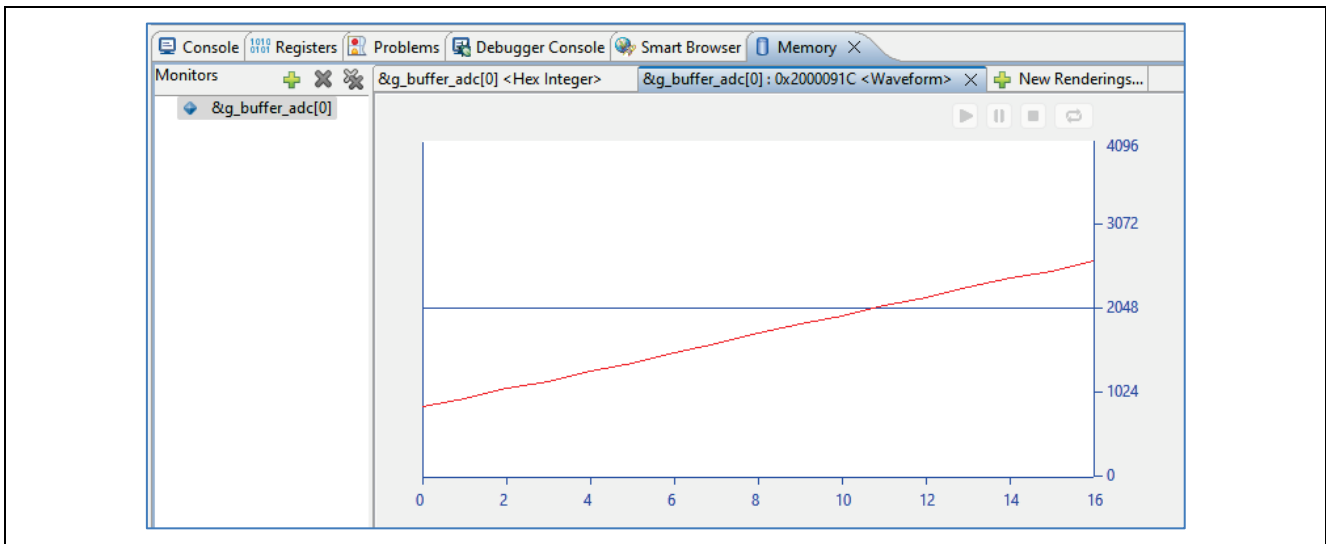 Console Registers Problems Debugger Console Smart Browser Memory
Monitors
&g_buffer_adc[0] <Hex Integer> &g_buffer_adc[0] : 0x2000091C <Waveform> New Renderings...
&g_buffer_adc[0]
4096
3072
2048
1024
0
0 2 4 6 8 10 12 14 16